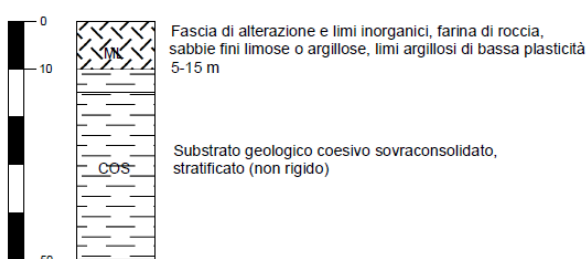 0
Fascia di alterazione e limi inorganici, farina di roccia,
ML
sabbie fini limose o argillose, limi argillosi di bassa plasticità
10
5-15 m
Substrato geologico coesivo sovraconsolidato,
COS
stratificato (non rigido)
50